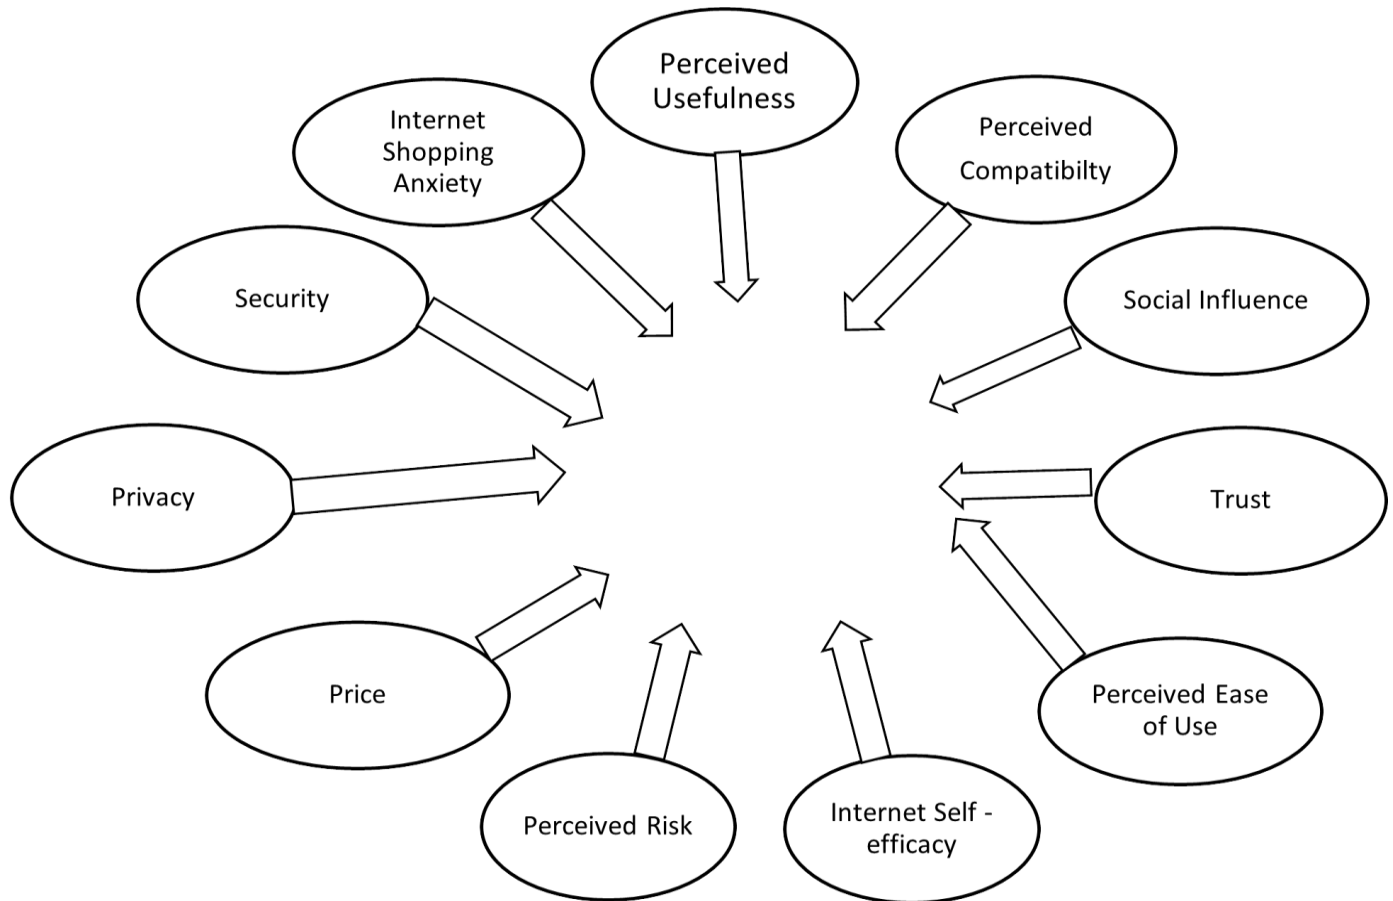 Perceived
Usefulness
Internet
Shopping
Anxiety
Perceived
Compatibilty
Security
Social Influence
Privacy
Trust
Price
Perceived Ease
of Use
Perceived Risk
Internet Self -
efficacy